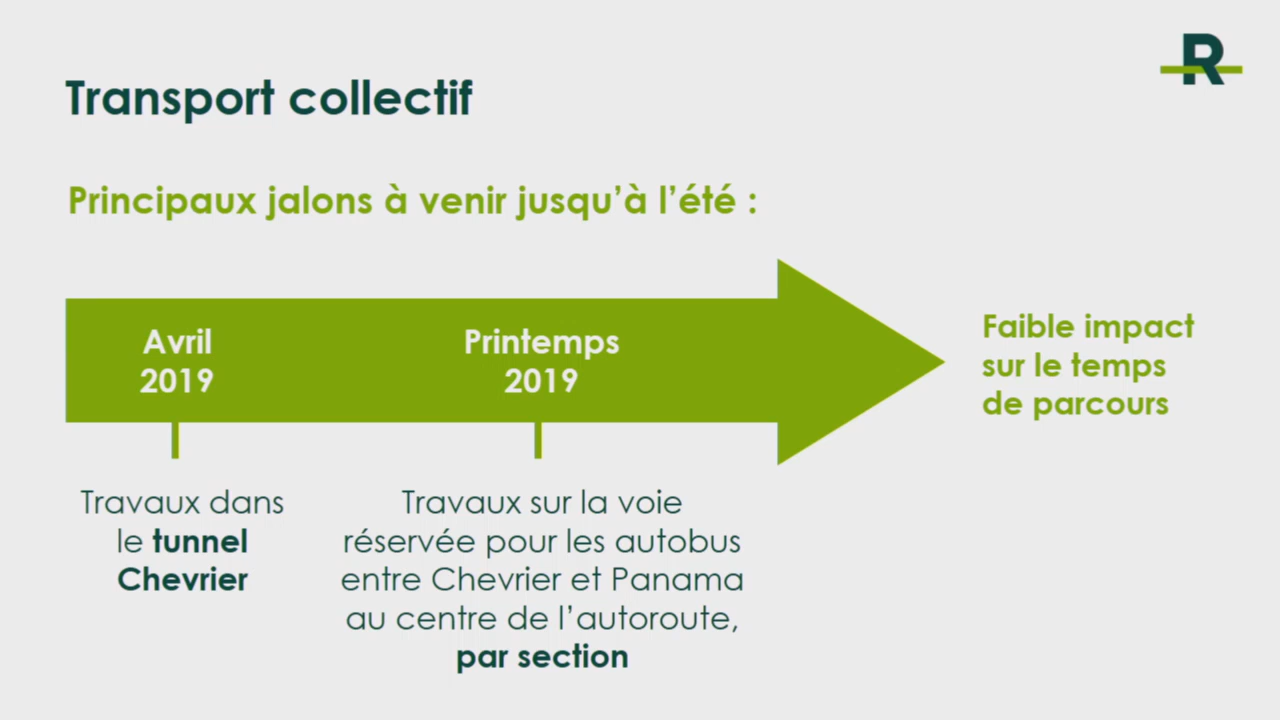 R
Transport collectif
Principaux jalons à venir jusqu’à l’été :
Avril
2019
Printemps
2019
Faible impact
sur le temps
de parcours
Travaux dans
le tunnel
Chevrier
Travaux sur la voie
réservée pour les autobus
entre Chevrier et Panama
au centre de l’autoroute,
par section